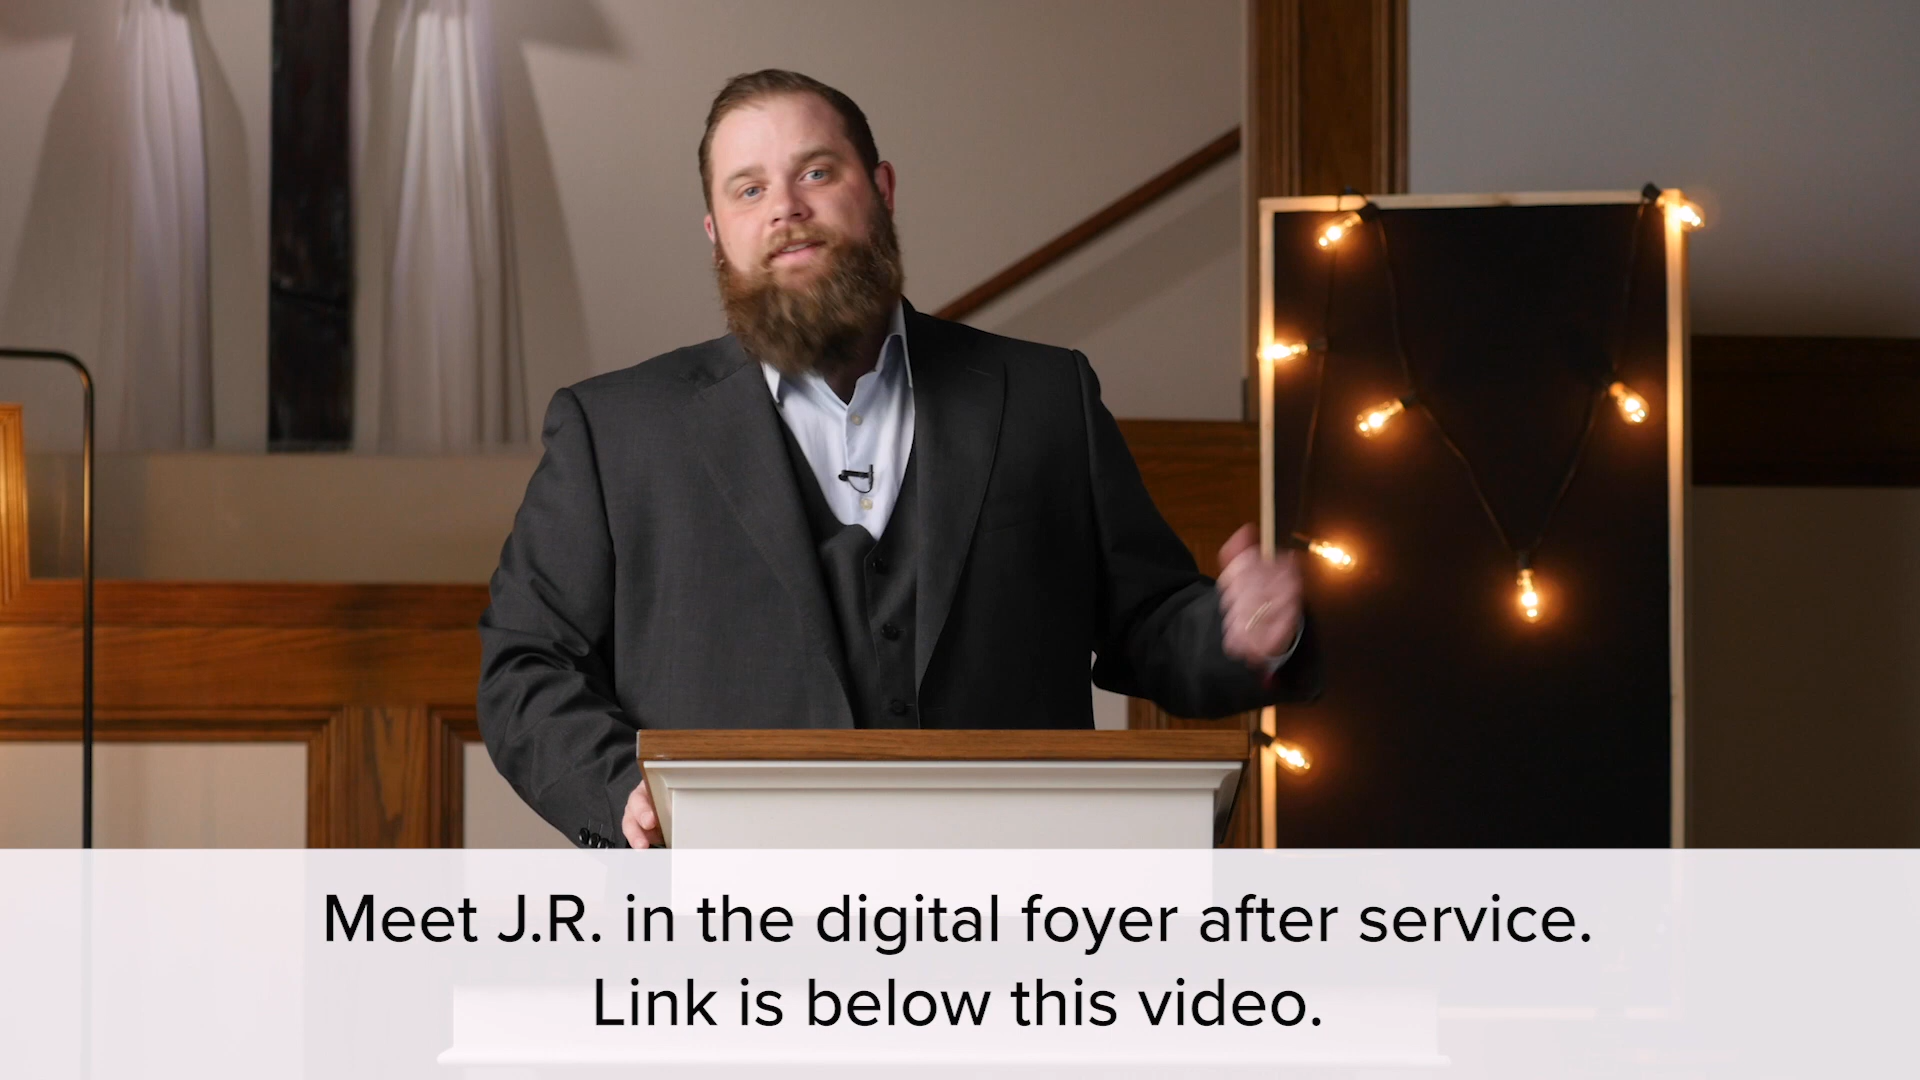 Meet J.R. in the digital foyer after service.
Link is below this video.